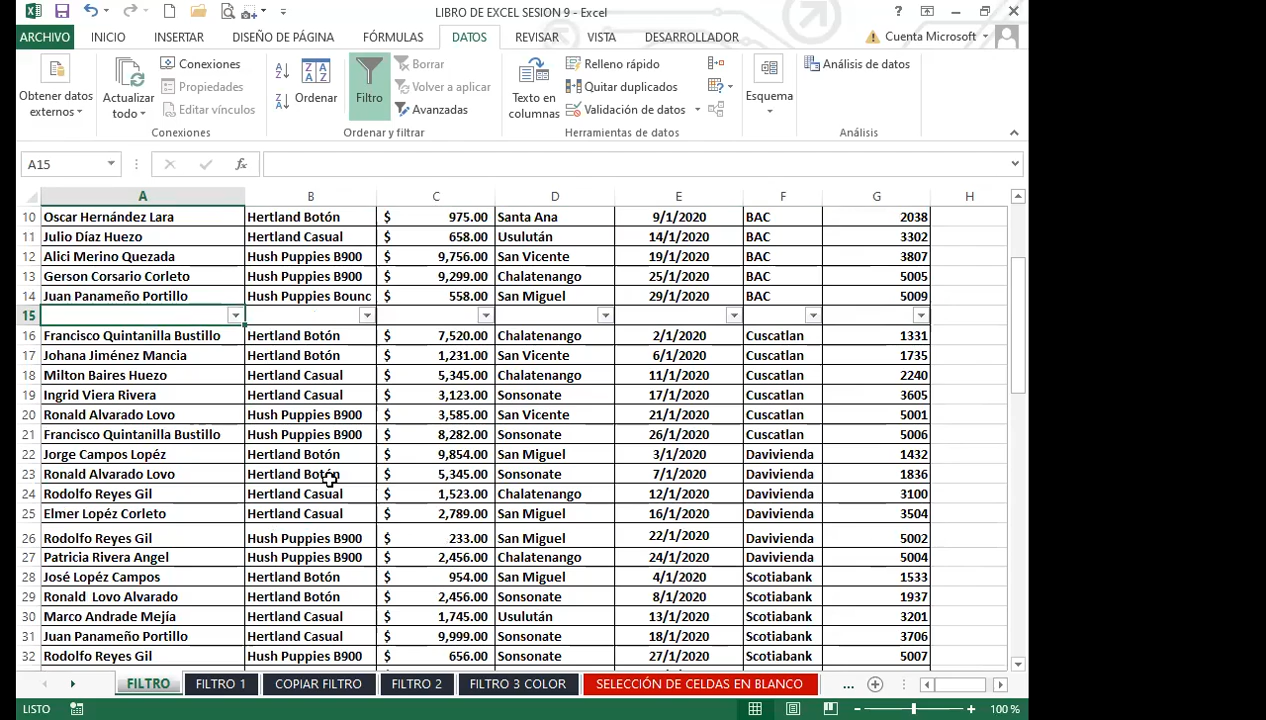 LIBRO DE EXCEL SESION 9 - Excel
ARCHIVO INICIO INSERTAR DISEÑO DE PÁGINA FÓRMULAS DATOS REVISAR VISTA DESARROLLADOR Cuenta Microsoft
Obtener datos externos
Actualizar todo
Conexiones
Propiedades
Editar vínculos
Conexiones
Ordenar
Filtro
Borrar
Volver a aplicar
Avanzadas
Ordenar y filtrar
Texto en columnas
Relleno rápido
Quitar duplicados
Validación de datos
Herramientas de datos
Esquema
Análisis de datos
Análisis
A15
A B C D E F G H
10 Oscar Hernández Lara Hertland Botón $ 975.00 Santa Ana 9/1/2020 BAC 2038
11 Julio Díaz Huezo Hertland Casual $ 658.00 Usulután 14/1/2020 BAC 3302
12 Alici Merino Quezada Hush Puppies B900 $ 9,756.00 San Vicente 19/1/2020 BAC 3807
13 Gerson Corsario Corleto Hush Puppies B900 $ 9,299.00 Chalatenango 25/1/2020 BAC 5005
14 Juan Panameño Portillo Hush Puppies Bounc $ 558.00 San Miguel 29/1/2020 BAC 5009
15
16 Francisco Quintanilla Bustillo Hertland Botón $ 7,520.00 Chalatenango 2/1/2020 Cuscatlan 1331
17 Johana Jiménez Mancia Hertland Botón $ 1,231.00 San Vicente 6/1/2020 Cuscatlan 1735
18 Milton Baires Huezo Hertland Casual $ 5,345.00 Chalatenango 11/1/2020 Cuscatlan 2240
19 Ingrid Viera Rivera Hertland Casual $ 3,123.00 Sonsonate 17/1/2020 Cuscatlan 3605
20 Ronald Alvarado Lovo Hush Puppies B900 $ 3,585.00 San Vicente 21/1/2020 Cuscatlan 5001
21 Francisco Quintanilla Bustillo Hush Puppies B900 $ 8,282.00 Sonsonate 26/1/2020 Cuscatlan 5006
22 Jorge Campos Lopéz Hertland Botón $ 9,854.00 San Miguel 3/1/2020 Davivienda 1432
23 Ronald Alvarado Lovo Hertland Botón $ 5,345.00 Sonsonate 7/1/2020 Davivienda 1836
24 Rodolfo Reyes Gil Hertland Casual $ 1,523.00 Chalatenango 12/1/2020 Davivienda 3100
25 Elmer Lopéz Corleto Hertland Casual $ 2,789.00 San Miguel 16/1/2020 Davivienda 3504
26 Rodolfo Reyes Gil Hush Puppies B900 $ 233.00 San Miguel 22/1/2020 Davivienda 5002
27 Patricia Rivera Angel Hush Puppies B900 $ 2,456.00 Chalatenango 24/1/2020 Davivienda 5004
28 José Lopéz Campos Hertland Botón $ 954.00 San Miguel 4/1/2020 Scotiabank 1533
29 Ronald Lovo Alvarado Hertland Botón $ 2,456.00 Sonsonate 8/1/2020 Scotiabank 1937
30 Marco Andrade Mejía Hertland Casual $ 1,745.00 Usulután 13/1/2020 Scotiabank 3201
31 Juan Panameño Portillo Hertland Casual $ 9,999.00 Sonsonate 18/1/2020 Scotiabank 3706
32 Rodolfo Reyes Gil Hush Puppies B900 $ 656.00 Sonsonate 27/1/2020 Scotiabank 5007
FILTRO FILTRO 1 COPIAR FILTRO FILTRO 2 FILTRO 3 COLOR SELECCIÓN DE CELDAS EN BLANCO ...
LISTO 100 %